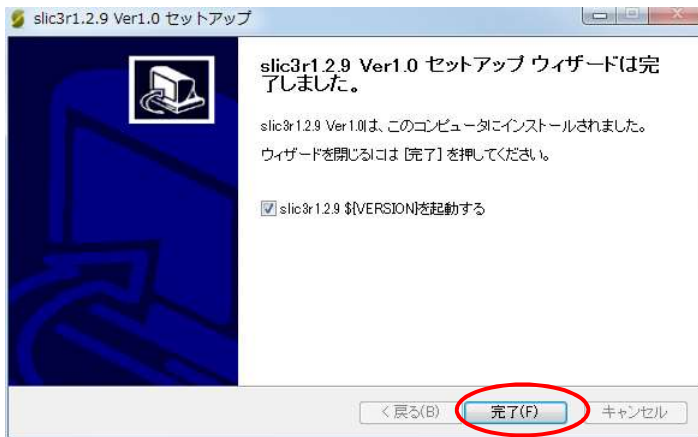 slic3r1.2.9 Ver1.0 セットアップ
slic3r1.2.9 Ver1.0 セットアップ ウィザードは完
了しました。
slic3r1.2.9 Ver1.0は、このコンピュータにインストールされました。
ウィザードを閉じるには [完了] を押してください。
slic3r1.2.9 ${VERSION}を起動する
< 戻る(B)
完了(F)
キャンセル